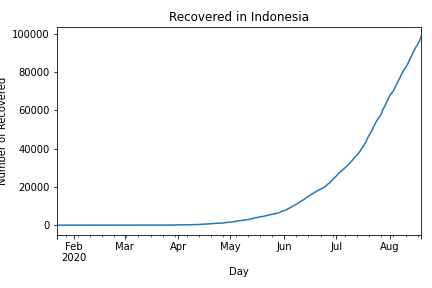 Recovered in Indonesia
Number of Recovered
100000
80000
60000
40000
20000
0
Feb Mar Apr May Jun Jul Aug
2020
Day